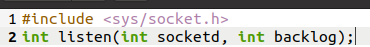 1 #include <sys/socket.h>
2 int listen(int socketd, int backlog);